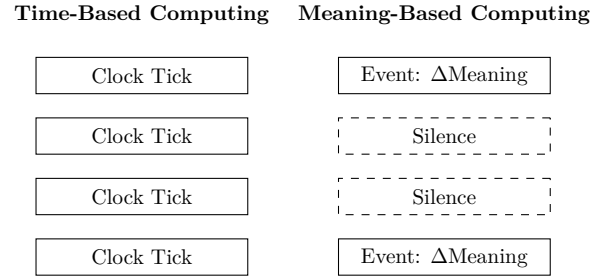 Time-Based Computing Meaning-Based Computing
Clock Tick Event: ΔMeaning
Clock Tick Silence
Clock Tick Silence
Clock Tick Event: ΔMeaning